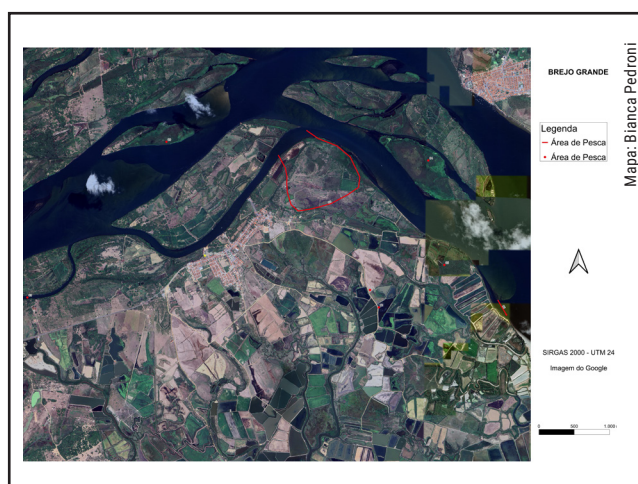 BREJO GRANDE
Mapa: Bianca Pedroni
Legenda
Área de Pesca
Área de Pesca
SIRGAS 2000 - UTM 24
Imagem do Google
0 500 1.000